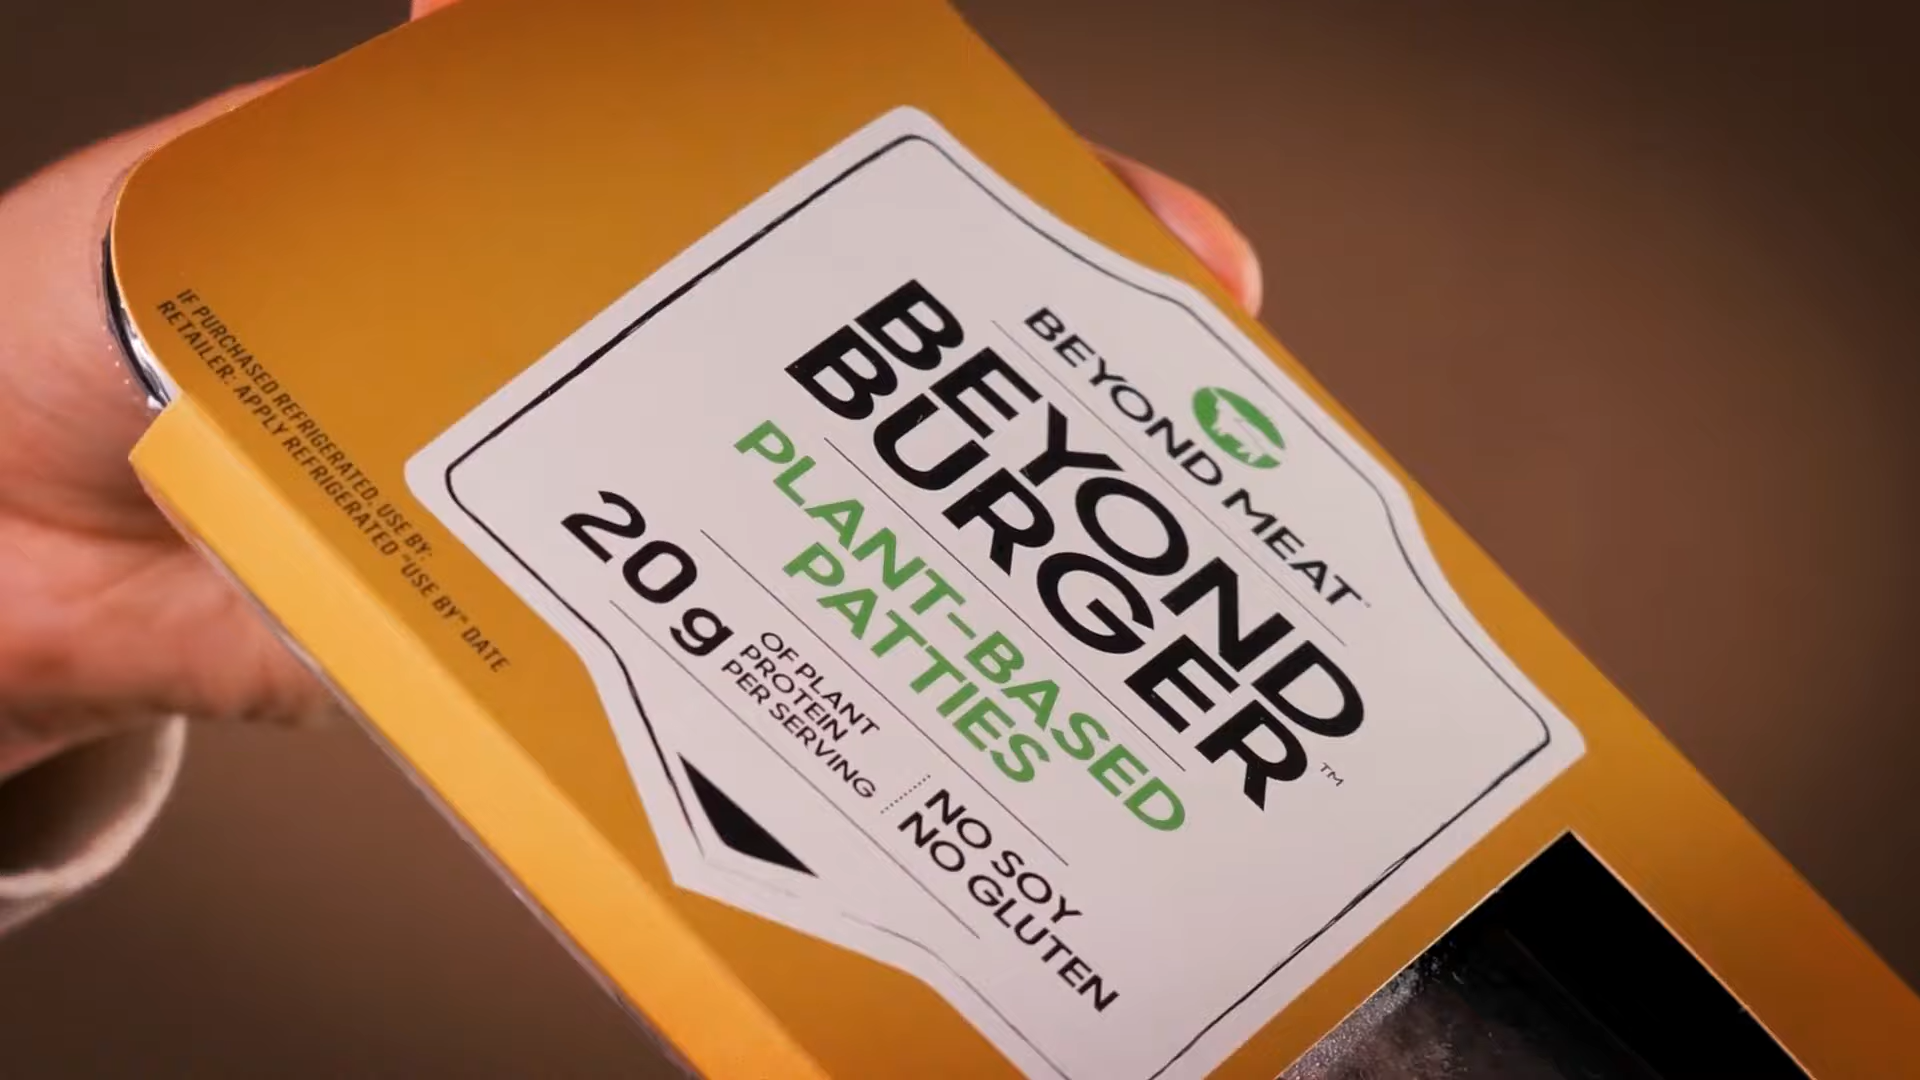 BEYOND MEAT™
BEYOND
BURGER™
PLANT-BASED
PATTIES
20g
OF PLANT
PROTEIN
PER SERVING
NO SOY
NO GLUTEN
IF PURCHASED REFRIGERATED, USE BY:
RETAILER: APPLY REFRIGERATED "USE BY" DATE